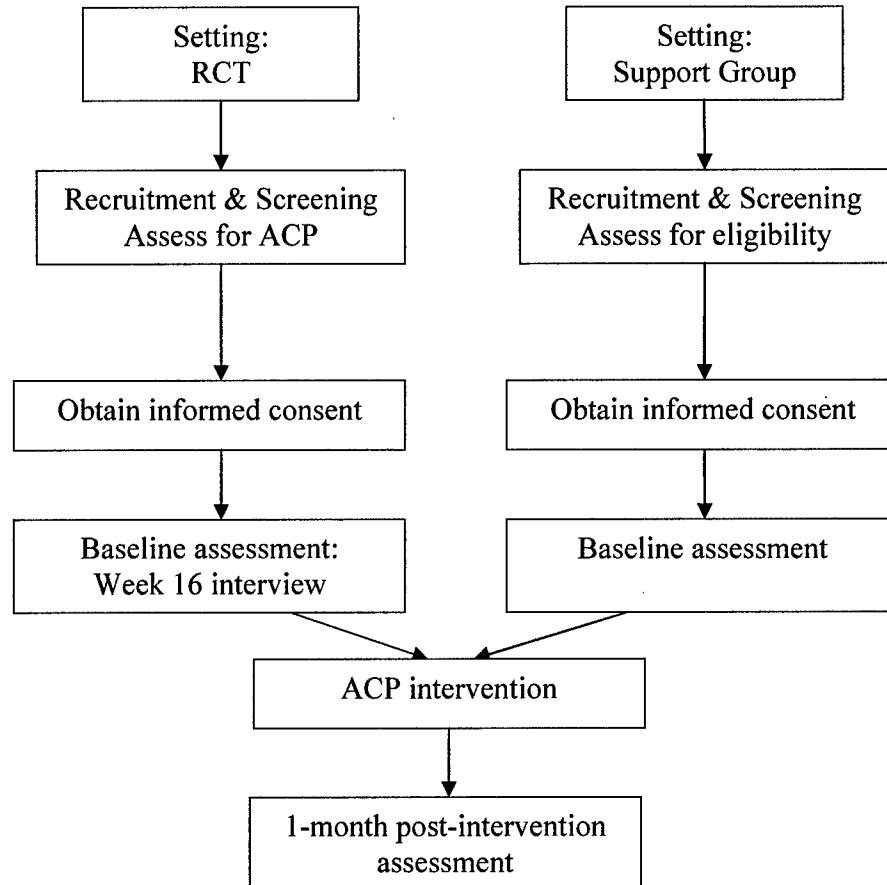 Setting:
RCT
Setting:
Support Group
Recruitment & Screening
Assess for ACP
Recruitment & Screening
Assess for eligibility
Obtain informed consent
Obtain informed consent
Baseline assessment:
Week 16 interview
Baseline assessment
ACP intervention
1-month post-intervention
assessment